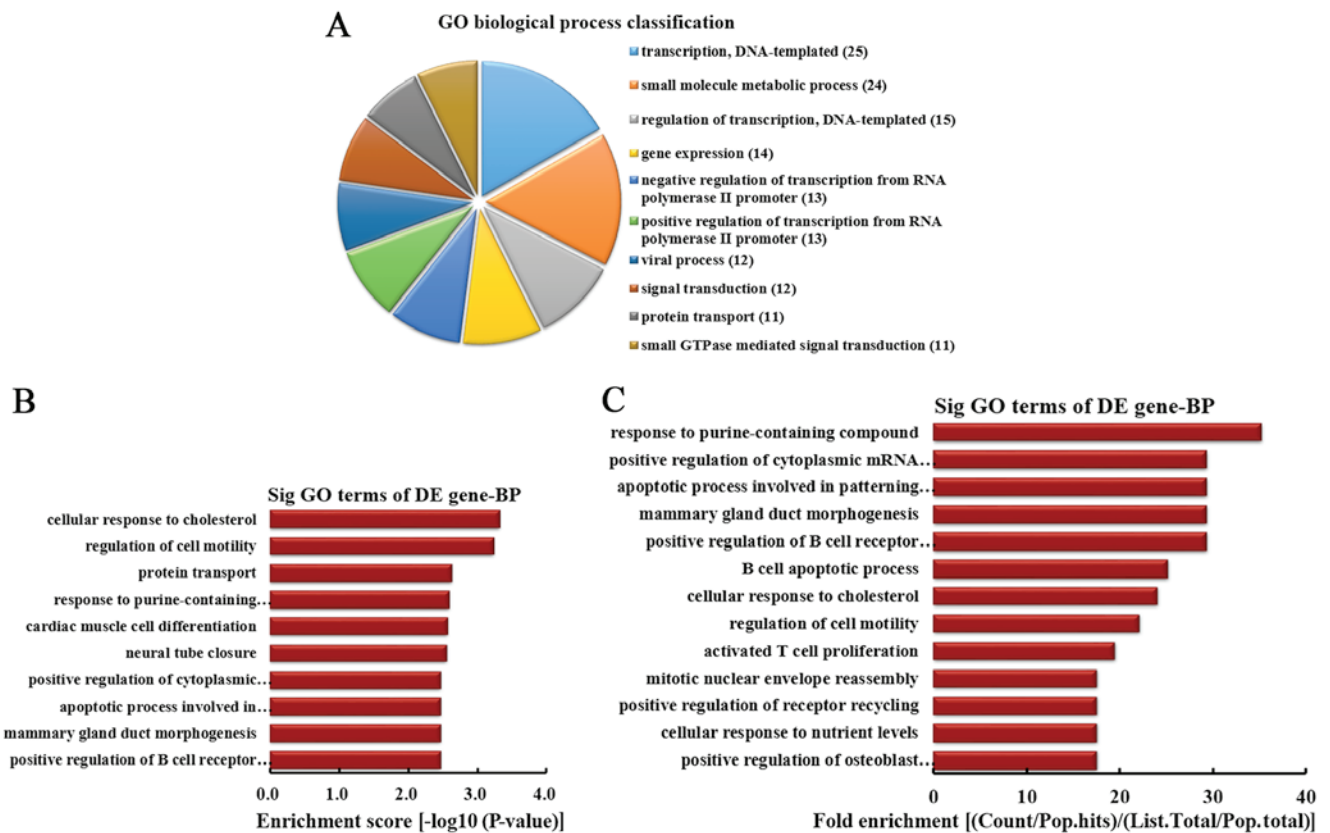 A
GO biological process classification
transcription, DNA-templated (25)
small molecule metabolic process (24)
regulation of transcription, DNA-templated (15)
gene expression (14)
negative regulation of transcription from RNA
polymerase II promoter (13)
positive regulation of transcription from RNA
polymerase II promoter (13)
viral process (12)
signal transduction (12)
protein transport (11)
small GTPase mediated signal transduction (11)
B
Sig GO terms of DE gene-BP
cellular response to cholesterol
regulation of cell motility
protein transport
response to purine-containing...
cardiac muscle cell differentiation
neural tube closure
positive regulation of cytoplasmic...
apoptotic process involved in...
mammary gland duct morphogenesis
positive regulation of B cell receptor...
0.0 1.0 2.0 3.0 4.0
Enrichment score [-log10 (P-value)]
C
Sig GO terms of DE gene-BP
response to purine-containing compound
positive regulation of cytoplasmic mRNA...
apoptotic process involved in patterning...
mammary gland duct morphogenesis
positive regulation of B cell receptor...
B cell apoptotic process
cellular response to cholesterol
regulation of cell motility
activated T cell proliferation
mitotic nuclear envelope reassembly
positive regulation of receptor recycling
cellular response to nutrient levels
positive regulation of osteoblast...
0 10 20 30 40
Fold enrichment [(Count/Pop.hits)/(List.Total/Pop.total)]